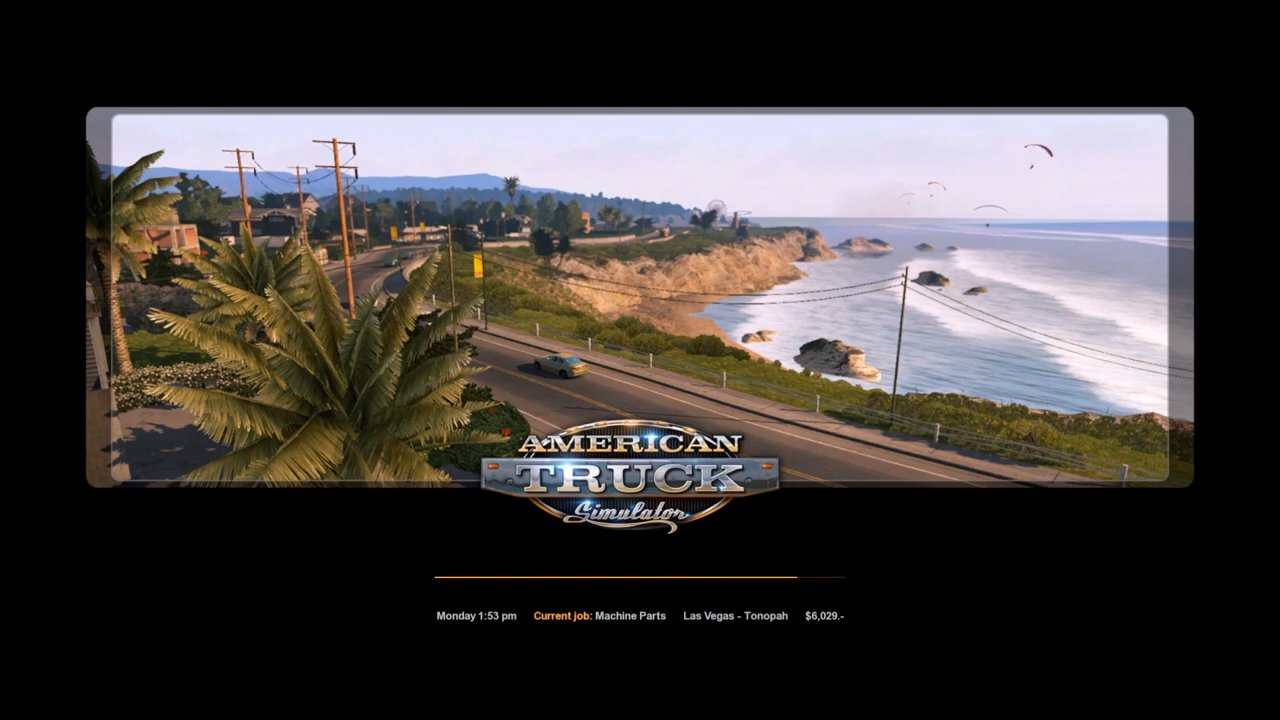 AMERICAN
TRUCK
Simulator
Monday 1:53 pm Current job: Machine Parts Las Vegas - Tonopah $6,029.-